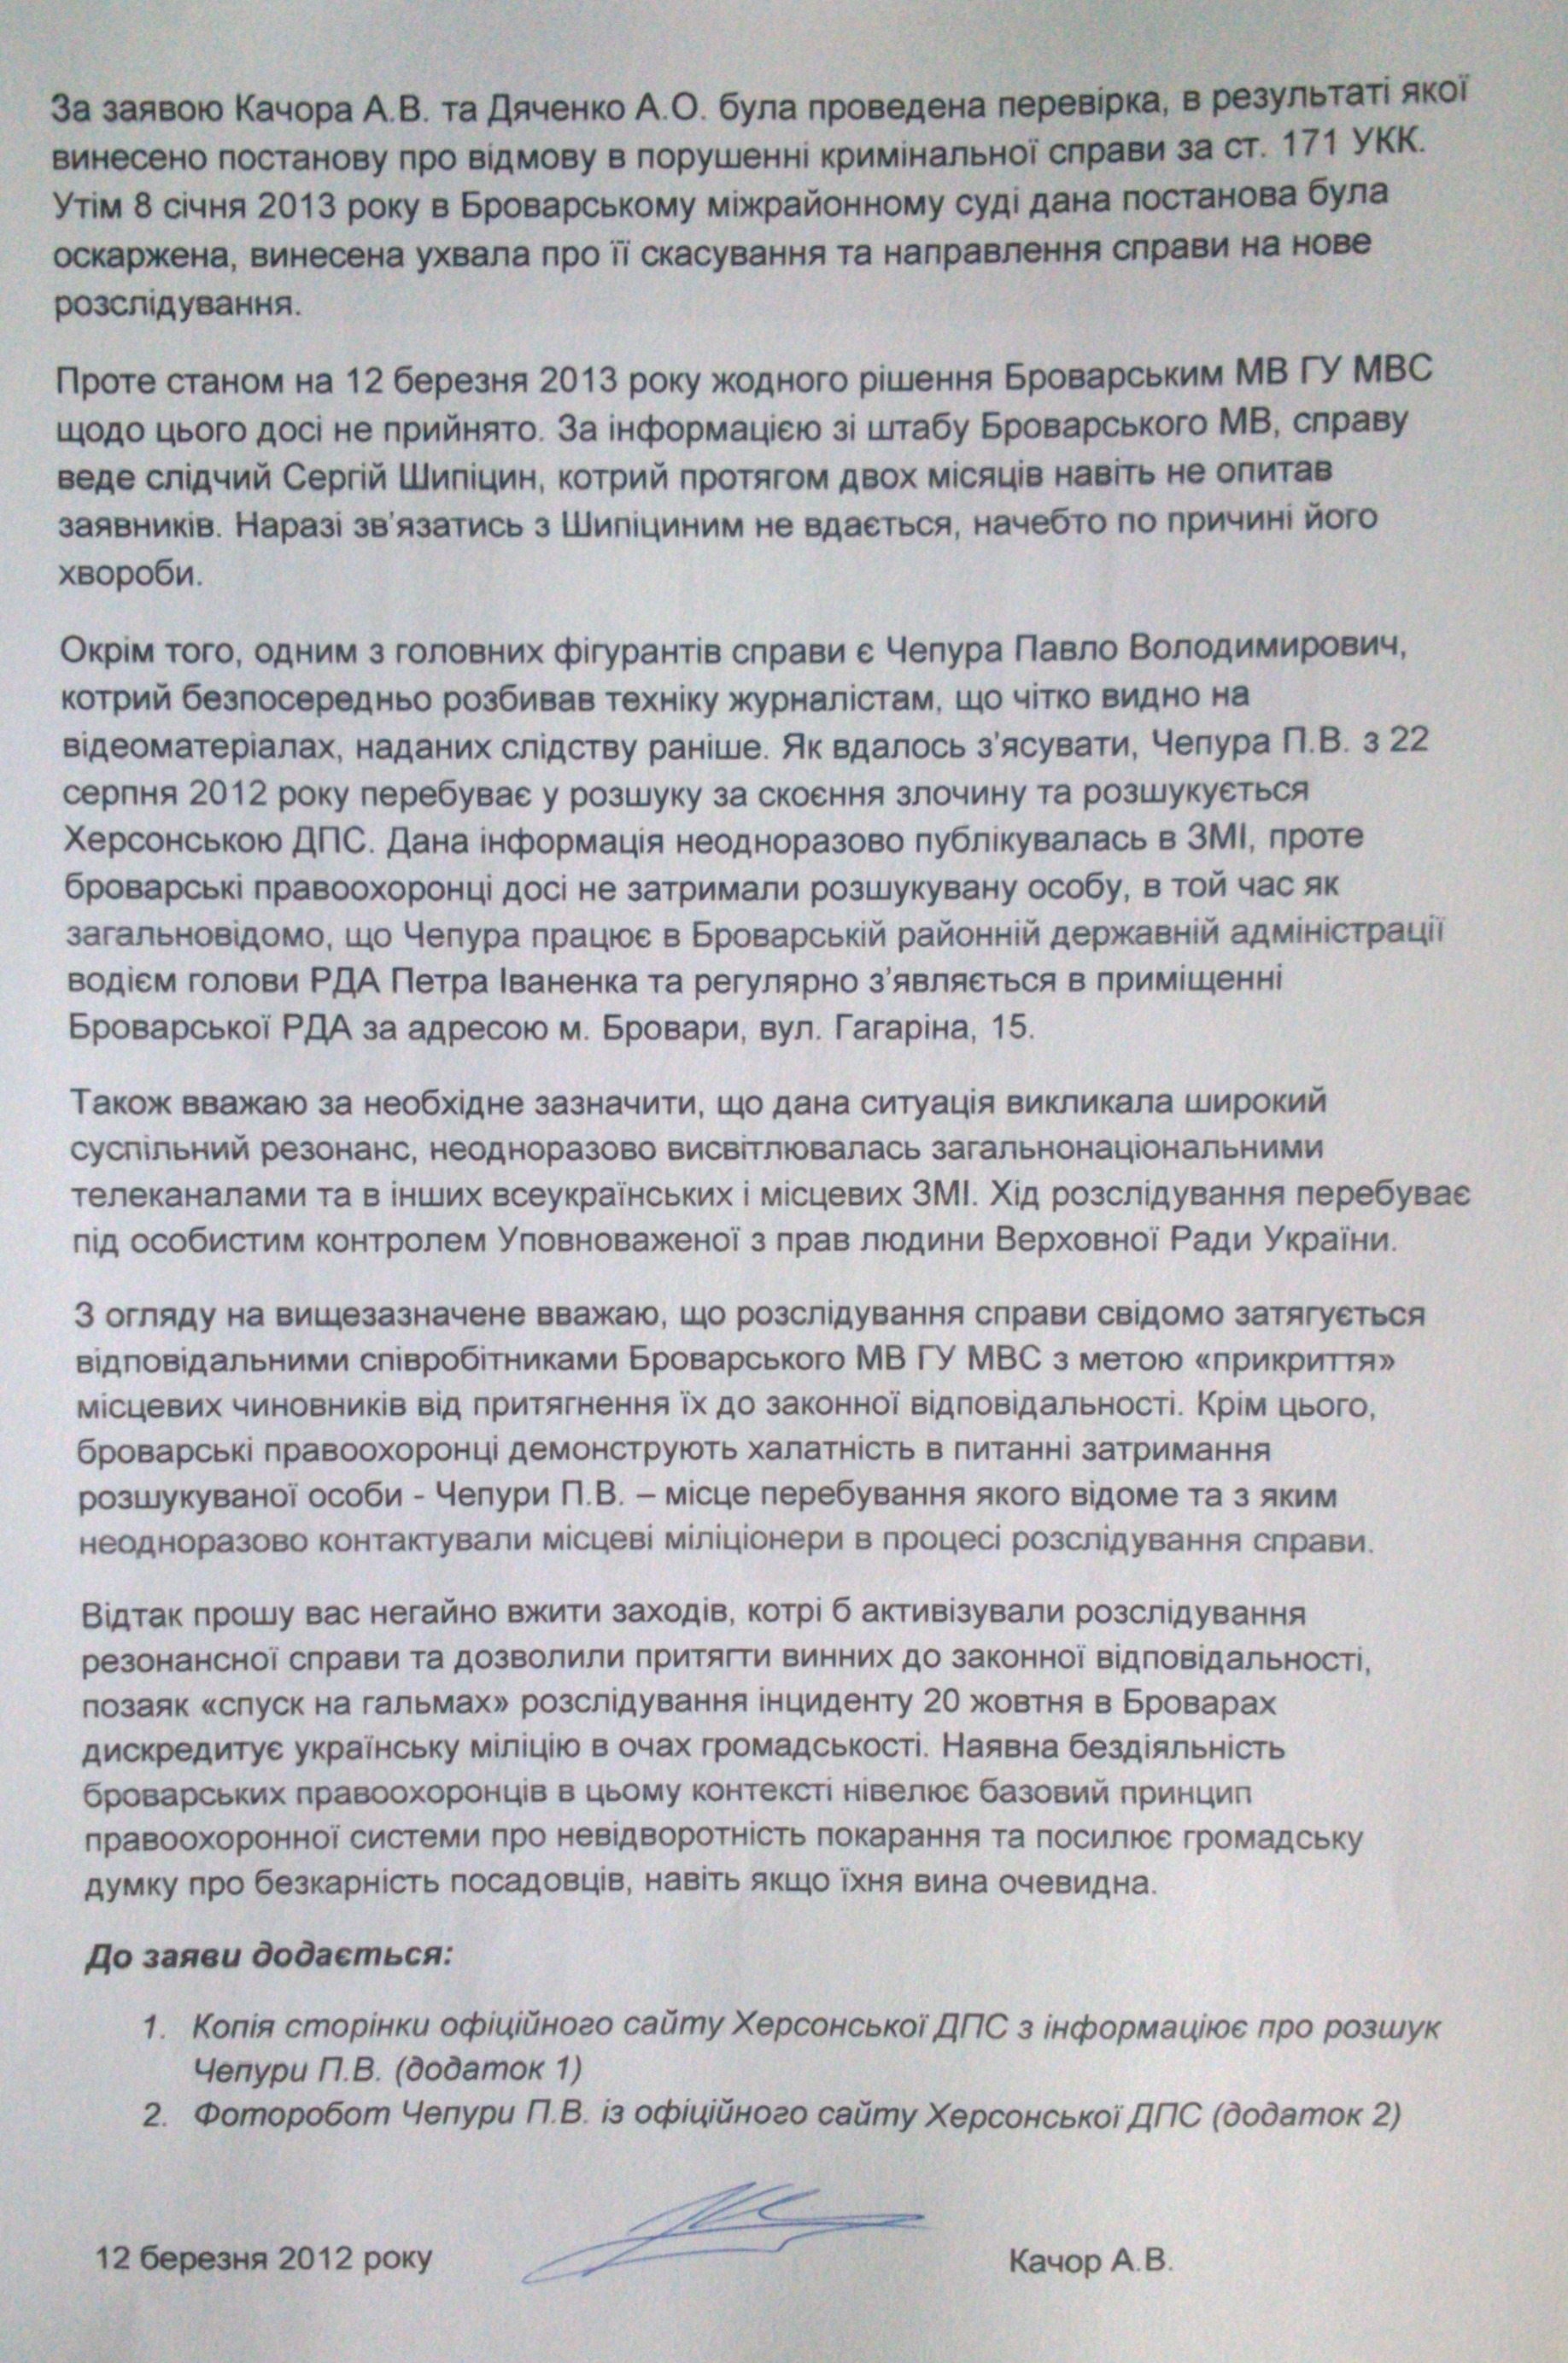 За заявою Качора А.В. та Дяченко А.О. була проведена перевірка, в результаті якої
винесено постанову про відмову в порушенні кримінальної справи за ст. 171 УКК.
Утім 8 січня 2013 року в Броварському міжрайонному суді дана постанова була
оскаржена, винесена ухвала про її скасування та направлення справи на нове
розслідування.
Проте станом на 12 березня 2013 року жодного рішення Броварським МВ ГУ МВС
щодо цього досі не прийнято. За інформацією зі штабу Броварського МВ, справу
веде слідчий Сергій Шипіцин, котрий протягом двох місяців навіть не опитав
заявників. Наразі зв'язатись з Шипіциним не вдається, начебто по причині його
хвороби.
Окрім того, одним з головних фігурантів справи є Чепура Павло Володимирович,
котрий безпосередньо розбивав техніку журналістам, що чітко видно на
відеоматеріалах, наданих слідству раніше. Як вдалось з'ясувати, Чепура П.В. з 22
серпня 2012 року перебуває у розшуку за скоєння злочину та розшукується
Херсонською ДПС. Дана інформація неодноразово публікувалась в ЗМІ, проте
броварські правоохоронці досі не затримали розшукувану особу, в той час як
загальновідомо, що Чепура працює в Броварській районній державній адміністрації
водієм голови РДА Петра Іваненка та регулярно з'являється в приміщенні
Броварської РДА за адресою м. Бровари, вул. Гагаріна, 15.
Також вважаю за необхідне зазначити, що дана ситуація викликала широкий
суспільний резонанс, неодноразово висвітлювалась загальнонаціональними
телеканалами та в інших всеукраїнських і місцевих ЗМІ. Хід розслідування перебуває
під особистим контролем Уповноваженої з прав людини Верховної Ради України.
З огляду на вищезазначене вважаю, що розслідування справи свідомо затягується
відповідальними співробітниками Броварського МВ ГУ МВС з метою «прикриття»
місцевих чиновників від притягнення їх до законної відповідальності. Крім цього,
броварські правоохоронці демонструють халатність в питанні затримання
розшукуваної особи - Чепури П.В. – місце перебування якого відоме та з яким
неодноразово контактували місцеві міліціонери в процесі розслідування справи.
Відтак прошу вас негайно вжити заходів, котрі б активізували розслідування
резонансної справи та дозволили притягти винних до законної відповідальності,
позаяк «спуск на гальмах» розслідування інциденту 20 жовтня в Броварах
дискредитує українську міліцію в очах громадськості. Наявна бездіяльність
броварських правоохоронців в цьому контексті нівелює базовий принцип
правоохоронної системи про невідворотність покарання та посилює громадську
думку про безкарність посадовців, навіть якщо їхня вина очевидна.
До заяви додається:
1. Копія сторінки офіційного сайту Херсонської ДПС з інформаціює про розшук
Чепури П.В. (додаток 1)
2. Фоторобот Чепури П.В. із офіційного сайту Херсонської ДПС (додаток 2)
12 березня 2012 року Качор А.В.